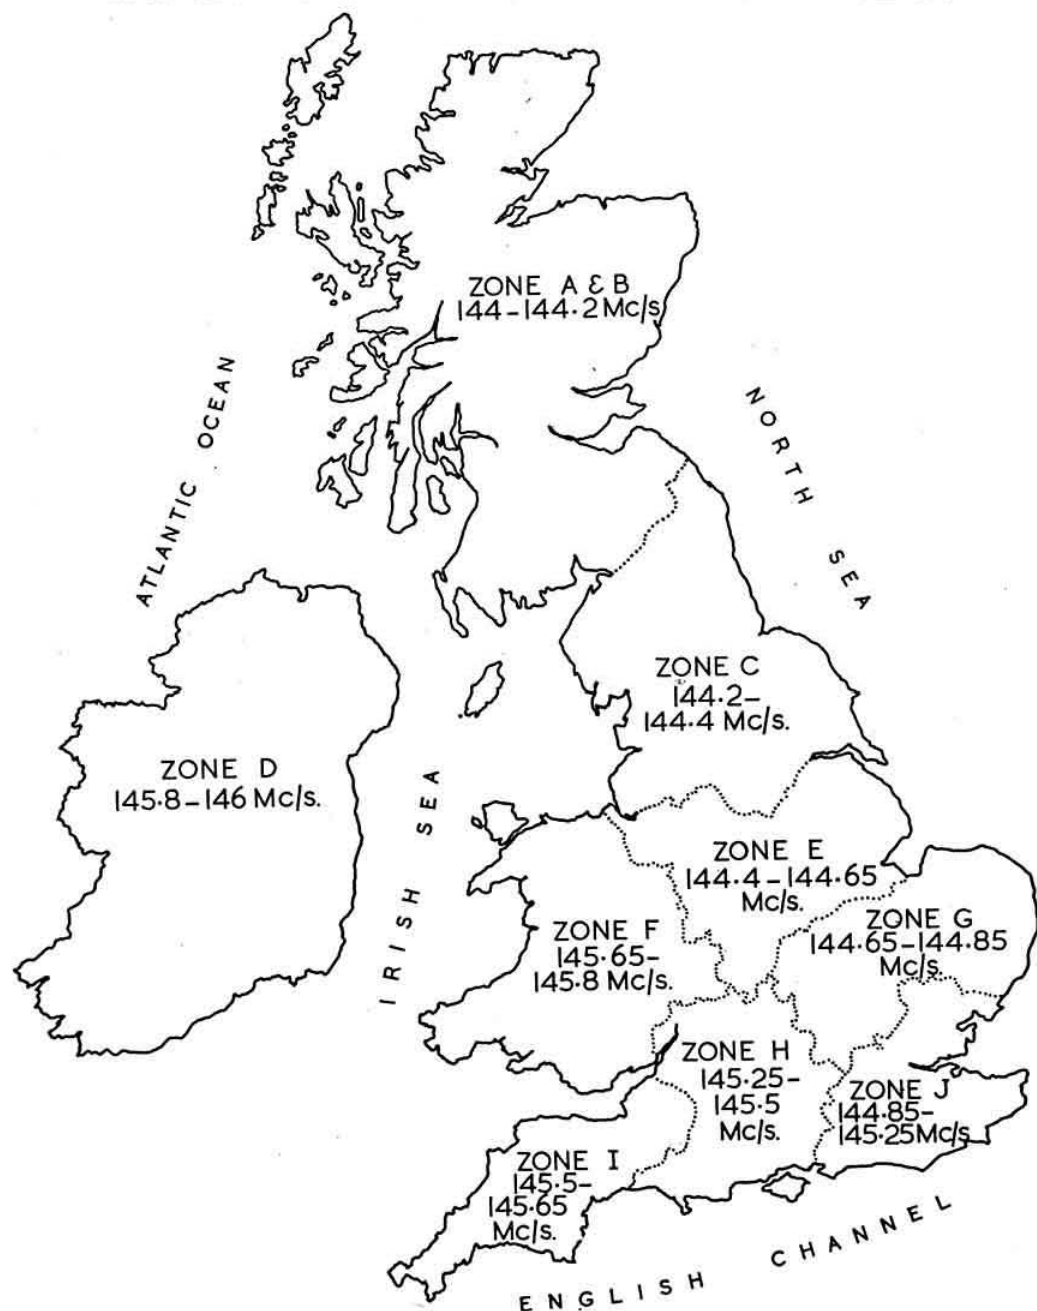 ZONE A & B
144-144·2 Mc/s
ATLANTIC OCEAN
NORTH SEA
ZONE C
144·2-
144·4 Mc/s.
ZONE D
145·8-146 Mc/s.
IRISH SEA
ZONE E
144·4-144·65
Mc/s.
ZONE F
145·65-
145·8 Mc/s.
ZONE G
144·65-144·85
Mc/s.
ZONE H
145·25-
145·5
Mc/s.
ZONE J
144·85-
145·25 Mc/s
ZONE I
145·5-
145·65
Mc/s.
ENGLISH CHANNEL